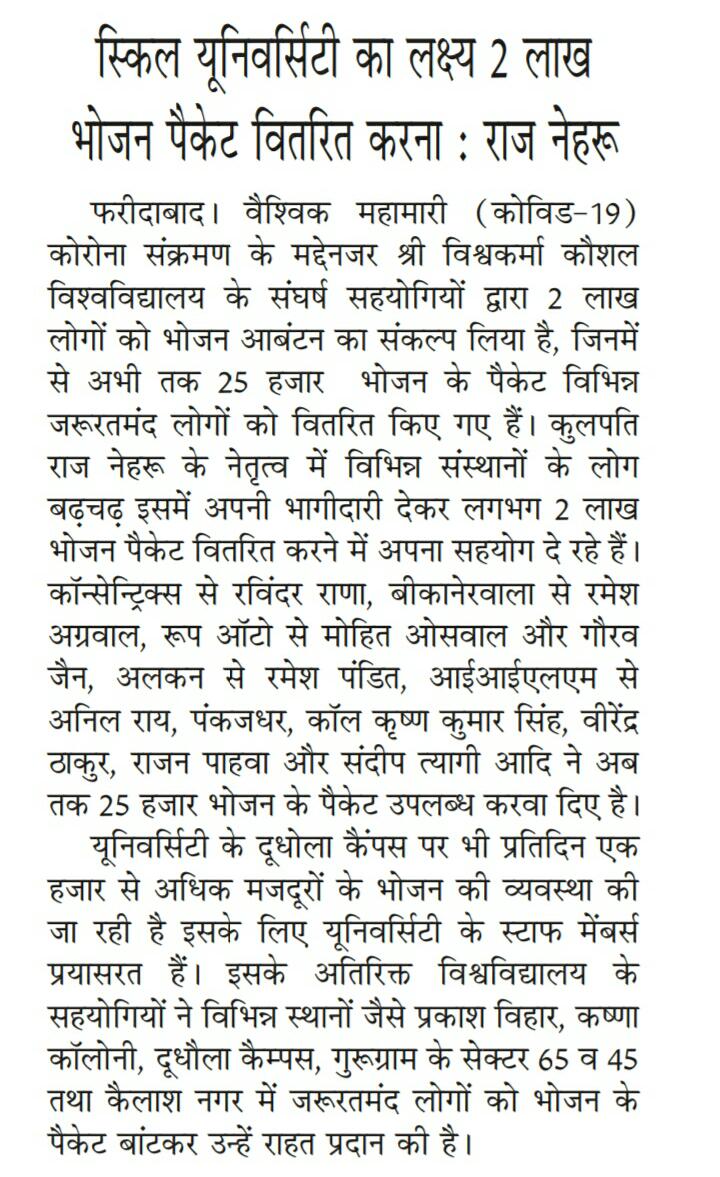 स्किल यूनिवर्सिटी का लक्ष्य 2 लाख
भोजन पैकेट वितरित करना : राज नेहरू
फरीदाबाद। वैश्विक महामारी (कोविड-19)
कोरोना संक्रमण के मद्देनजर श्री विश्वकर्मा कौशल
विश्वविद्यालय के संघर्ष सहयोगियों द्वारा 2 लाख
लोगों को भोजन आबंटन का संकल्प लिया है, जिनमें
से अभी तक 25 हजार भोजन के पैकेट विभिन्न
जरूरतमंद लोगों को वितरित किए गए हैं। कुलपति
राज नेहरू के नेतृत्व में विभिन्न संस्थानों के लोग
बढ़चढ़ इसमें अपनी भागीदारी देकर लगभग 2 लाख
भोजन पैकेट वितरित करने में अपना सहयोग दे रहे हैं।
कॉन्सेन्ट्रिक्स से रविंदर राणा, बीकानेरवाला से रमेश
अग्रवाल, रूप ऑटो से मोहित ओसवाल और गौरव
जैन, अलकन से रमेश पंडित, आईआईएलएम से
अनिल राय, पंकजधर, कॉल कृष्ण कुमार सिंह, वीरेंद्र
ठाकुर, राजन पाहवा और संदीप त्यागी आदि ने अब
तक 25 हजार भोजन के पैकेट उपलब्ध करवा दिए है।
यूनिवर्सिटी के दूधोला कैंपस पर भी प्रतिदिन एक
हजार से अधिक मजदूरों के भोजन की व्यवस्था की
जा रही है इसके लिए यूनिवर्सिटी के स्टाफ मेंबर्स
प्रयासरत हैं। इसके अतिरिक्त विश्वविद्यालय के
सहयोगियों ने विभिन्न स्थानों जैसे प्रकाश विहार, कष्णा
कॉलोनी, दूधौला कैम्पस, गुरूग्राम के सेक्टर 65 व 45
तथा कैलाश नगर में जरूरतमंद लोगों को भोजन के
पैकेट बांटकर उन्हें राहत प्रदान की है।